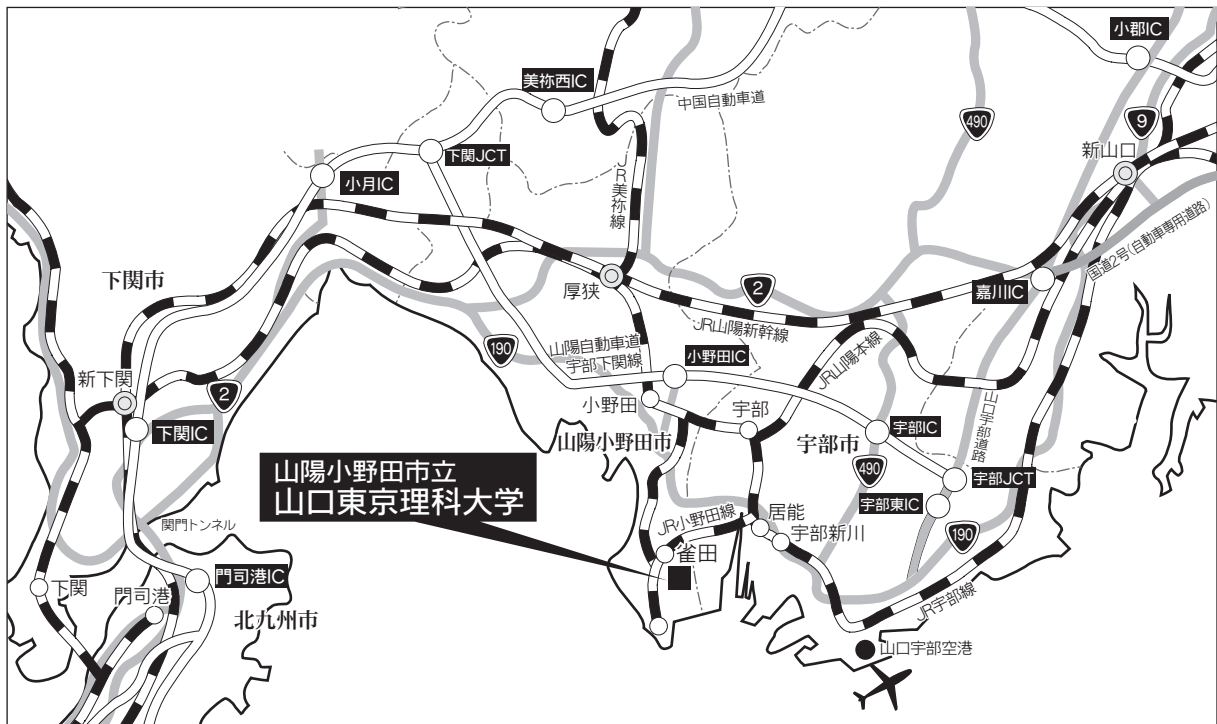 小郡IC
美祢西IC
中国自動車道
490
9
新山口
下関JCT
小月IC
JR美祢線
国道2号(自動車専用道路)
下関市
厚狭
2
嘉川IC
JR山陽新幹線
190
山陽自動車道
宇部下関線
小野田IC
JR山陽本線
新下関
2
小野田
宇部
山口宇部道路
下関IC
山陽小野田市
宇部市
宇部IC
山陽小野田市立
山口東京理科大学
490
宇部JCT
宇部東IC
関門トンネル
JR小野田線
居能
宇部新川
190
雀田
下関
門司港IC
門司港
北九州市
JR宇部線
山口宇部空港